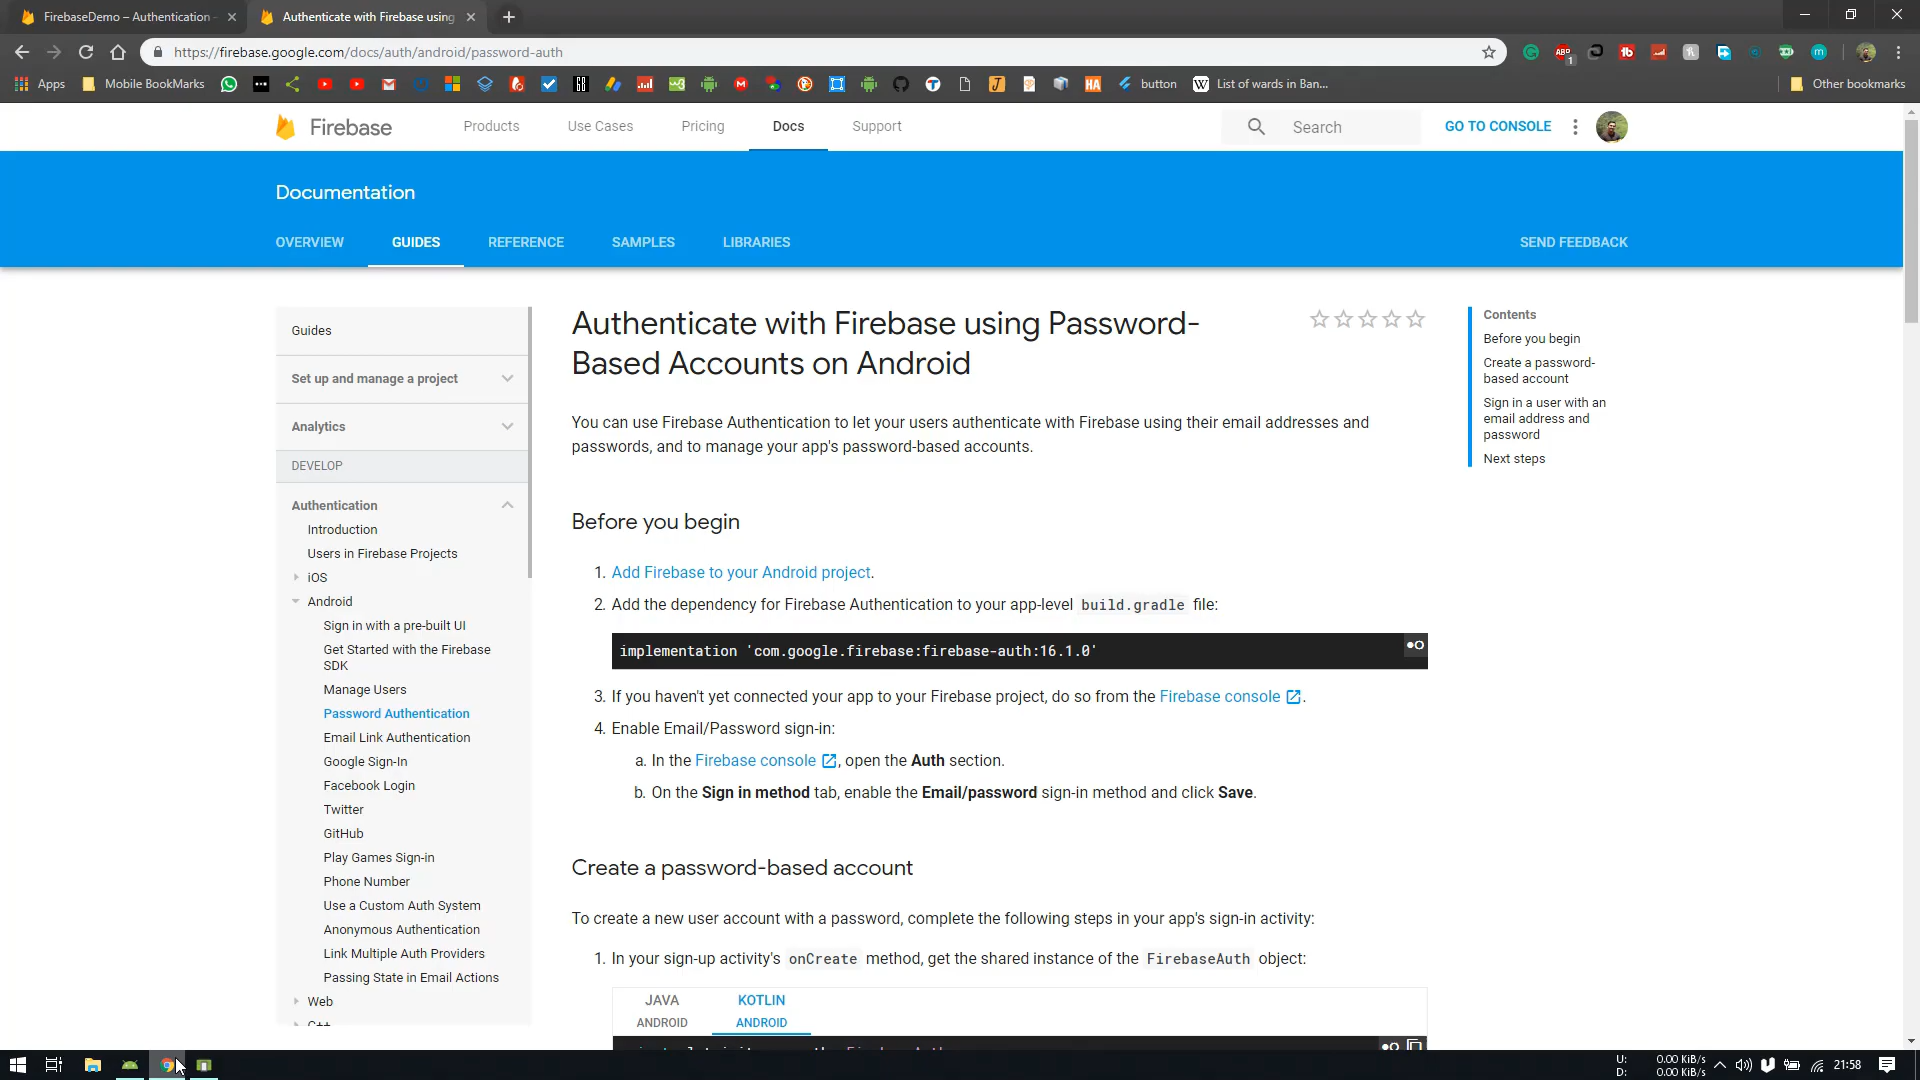 FirebaseDemo – Authentication -
Authenticate with Firebase using
https://firebase.google.com/docs/auth/android/password-auth
Apps
Mobile BookMarks
button
List of wards in Ban...
Other bookmarks
Firebase
Products
Use Cases
Pricing
Docs
Support
Search
GO TO CONSOLE
Documentation
OVERVIEW
GUIDES
REFERENCE
SAMPLES
LIBRARIES
SEND FEEDBACK
Guides
Set up and manage a project
Analytics
DEVELOP
Authentication
Introduction
Users in Firebase Projects
iOS
Android
Sign in with a pre-built UI
Get Started with the Firebase
SDK
Manage Users
Password Authentication
Email Link Authentication
Google Sign-In
Facebook Login
Twitter
GitHub
Play Games Sign-in
Phone Number
Use a Custom Auth System
Anonymous Authentication
Link Multiple Auth Providers
Passing State in Email Actions
Web
C++
Authenticate with Firebase using Password-
Based Accounts on Android
You can use Firebase Authentication to let your users authenticate with Firebase using their email addresses and
passwords, and to manage your app's password-based accounts.
Before you begin
1. Add Firebase to your Android project.
2. Add the dependency for Firebase Authentication to your app-level build.gradle file:
implementation 'com.google.firebase:firebase-auth:16.1.0'
3. If you haven't yet connected your app to your Firebase project, do so from the Firebase console.
4. Enable Email/Password sign-in:
a. In the Firebase console, open the Auth section.
b. On the Sign in method tab, enable the Email/password sign-in method and click Save.
Create a password-based account
To create a new user account with a password, complete the following steps in your app's sign-in activity:
1. In your sign-up activity's onCreate method, get the shared instance of the FirebaseAuth object:
JAVA
ANDROID
KOTLIN
ANDROID
Contents
Before you begin
Create a password-
based account
Sign in a user with an
email address and
password
Next steps
U: 0.00 KiB/s
D: 0.00 KiB/s
21:58